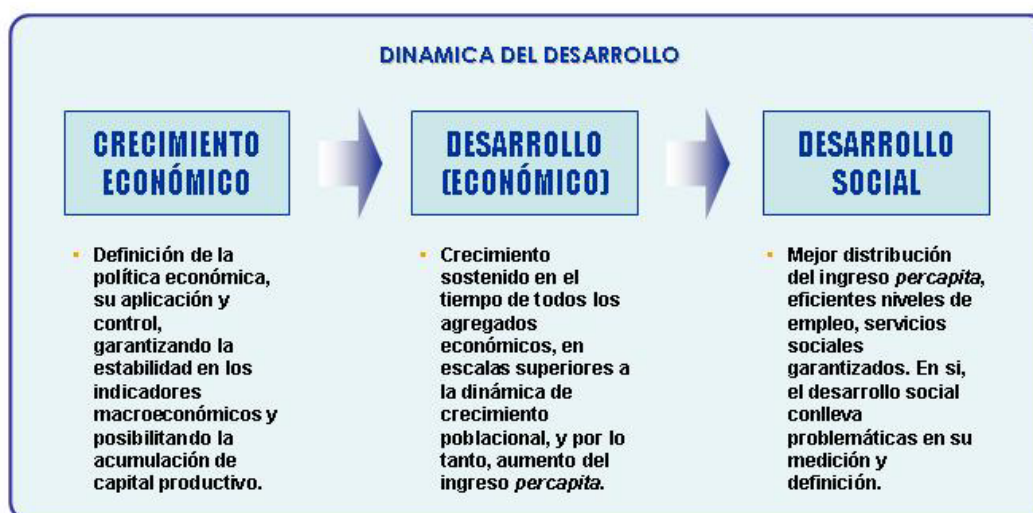 DINAMICA DEL DESARROLLO
CRECIMIENTO
ECONÓMICO
▪ Definición de la
política económica,
su aplicación y
control,
garantizando la
estabilidad en los
indicadores
macroeconómicos y
posibilitando la
acumulación de
capital productivo.
DESARROLLO
(ECONÓMICO)
▪ Crecimiento
sostenido en el
tiempo de todos los
agregados
económicos, en
escalas superiores a
la dinámica de
crecimiento
poblacional, y por lo
tanto, aumento del
ingreso percapita.
DESARROLLO
SOCIAL
▪ Mejor distribución
del ingreso percapita,
eficientes niveles de
empleo, servicios
sociales
garantizados. En si,
el desarrollo social
conlleva
problemáticas en su
medición y
definición.